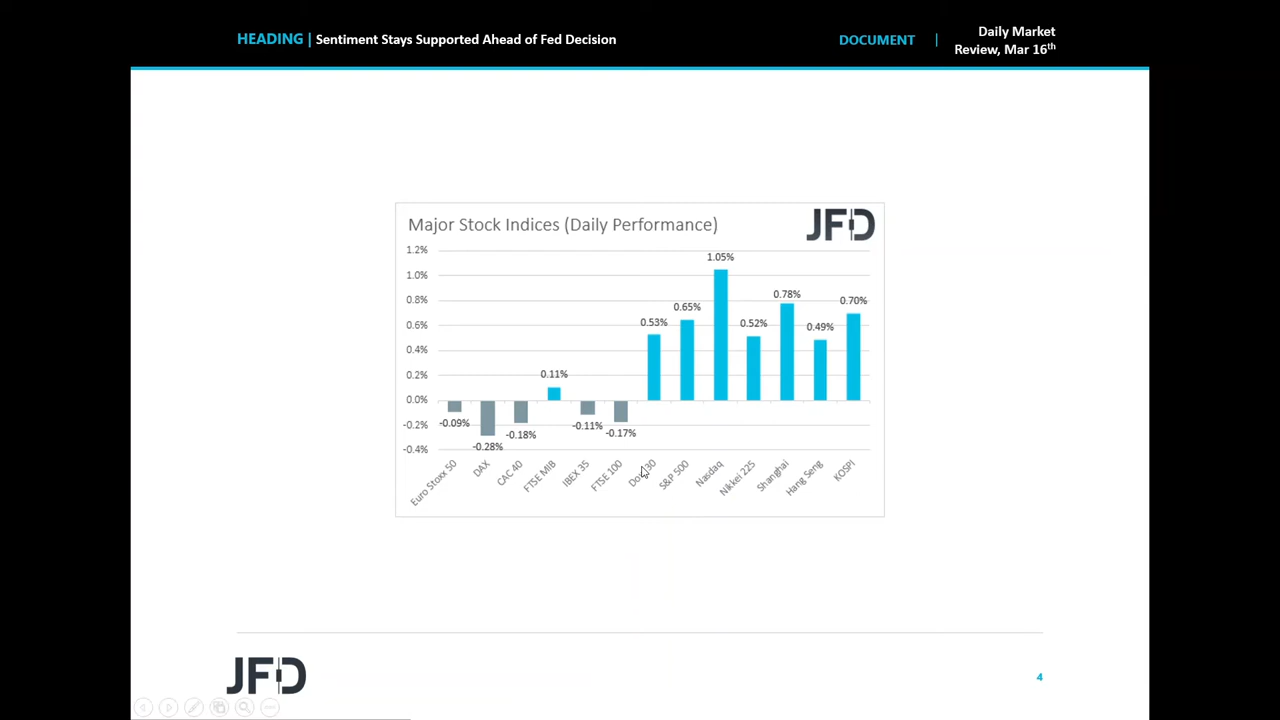 HEADING | Sentiment Stays Supported Ahead of Fed Decision
DOCUMENT | Daily Market
Review, Mar 16th
Major Stock Indices (Daily Performance)
JFD
1.2%
1.0%
0.8%
0.6%
0.4%
0.2%
0.0%
-0.2%
-0.4%
-0.09%
-0.28%
-0.18%
0.11%
-0.11%
-0.17%
0.53%
0.65%
1.05%
0.52%
0.78%
0.49%
0.70%
Euro Stoxx 50
DAX
CAC 40
FTSE MIB
IBEX 35
FTSE 100
Dow 30
S&P 500
Nasdaq
Nikkei 225
Shanghai
Hang Seng
KOSPI
JFD
4